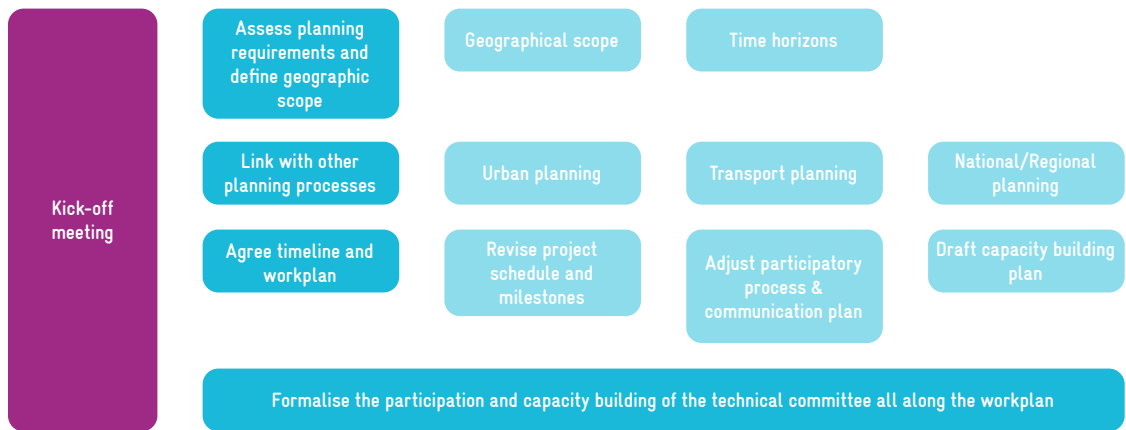 Kick-off
meeting
Assess planning
requirements and
define geographic
scope
Geographical scope
Time horizons
Link with other
planning processes
Urban planning
Transport planning
National/Regional
planning
Agree timeline and
workplan
Revise project
schedule and
milestones
Adjust participatory
process &
communication plan
Draft capacity building
plan
Formalise the participation and capacity building of the technical committee all along the workplan